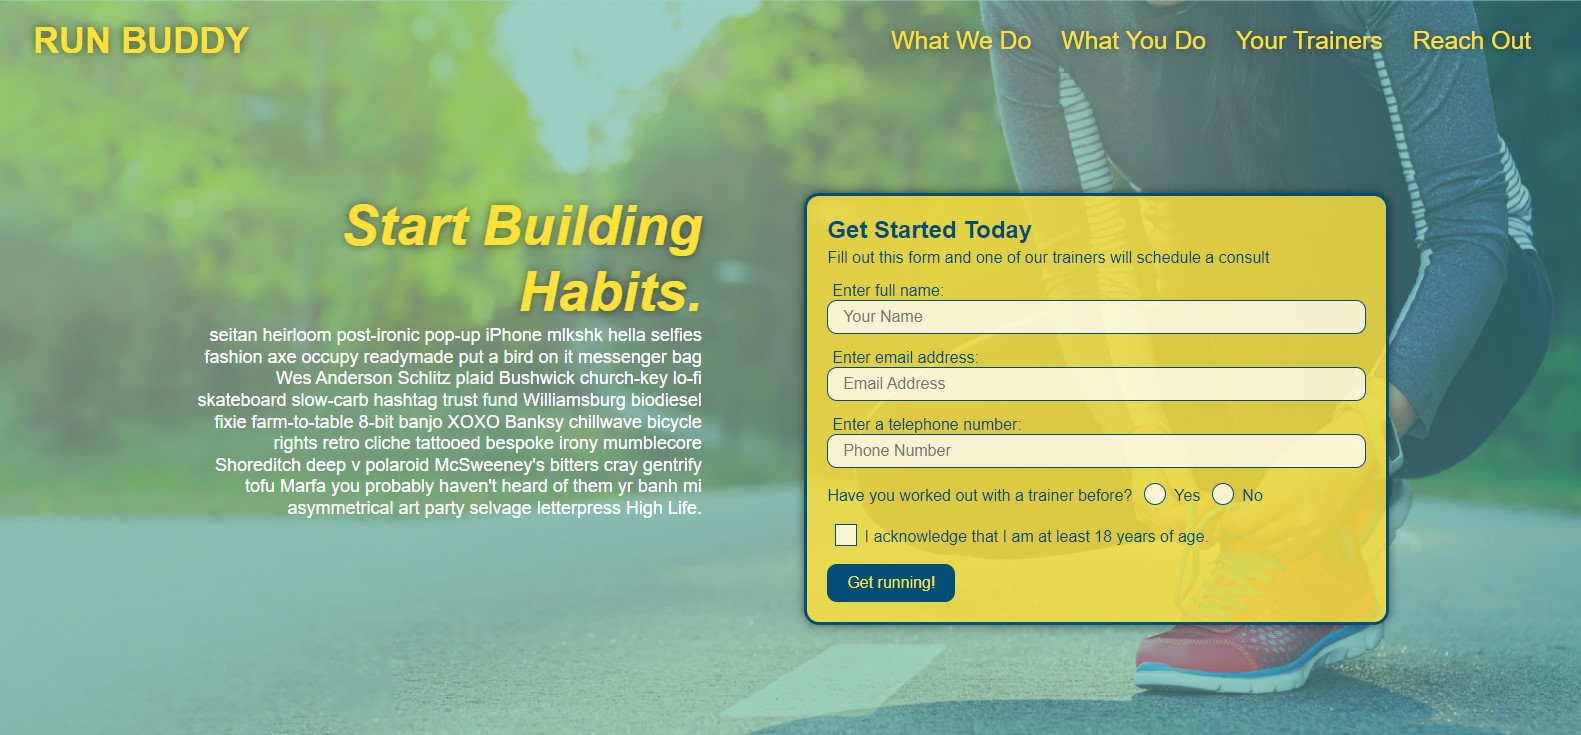 RUN BUDDY
What We Do
What You Do
Your Trainers
Reach Out
Start Building
Habits.
seitan heirloom post-ironic pop-up iPhone mlkshk hella selfies
fashion axe occupy readymade put a bird on it messenger bag
Wes Anderson Schlitz plaid Bushwick church-key lo-fi
skateboard slow-carb hashtag trust fund Williamsburg biodiesel
fixie farm-to-table 8-bit banjo XOXO Banksy chillwave bicycle
rights retro cliche tattooed bespoke irony mumblecore
Shoreditch deep v polaroid McSweeney's bitters cray gentrify
tofu Marfa you probably haven't heard of them yr banh mi
asymmetrical art party selvage letterpress High Life.
Get Started Today
Fill out this form and one of our trainers will schedule a consult
Enter full name:
Your Name
Enter email address:
Email Address
Enter a telephone number:
Phone Number
Have you worked out with a trainer before? Yes No
I acknowledge that I am at least 18 years of age.
Get running!